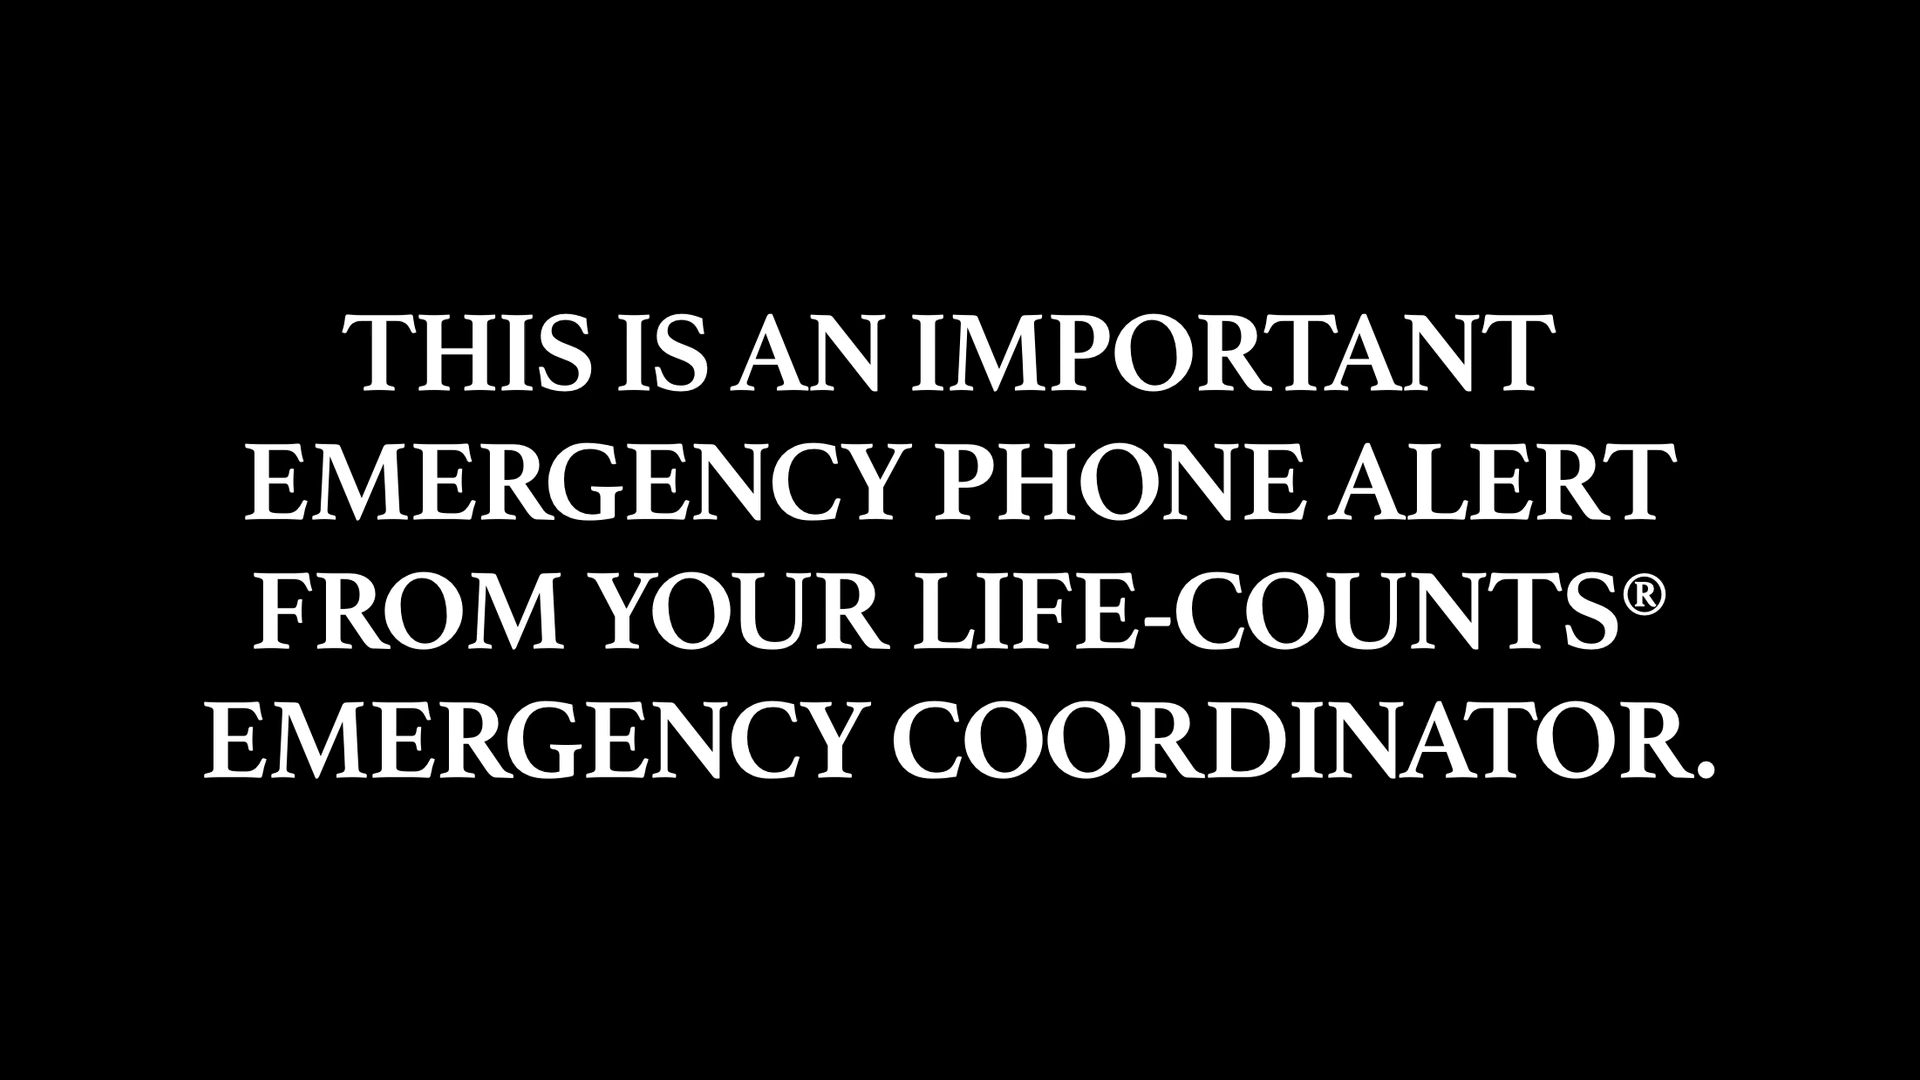 THIS IS AN IMPORTANT
EMERGENCY PHONE ALERT
FROM YOUR LIFE-COUNTS®
EMERGENCY COORDINATOR.